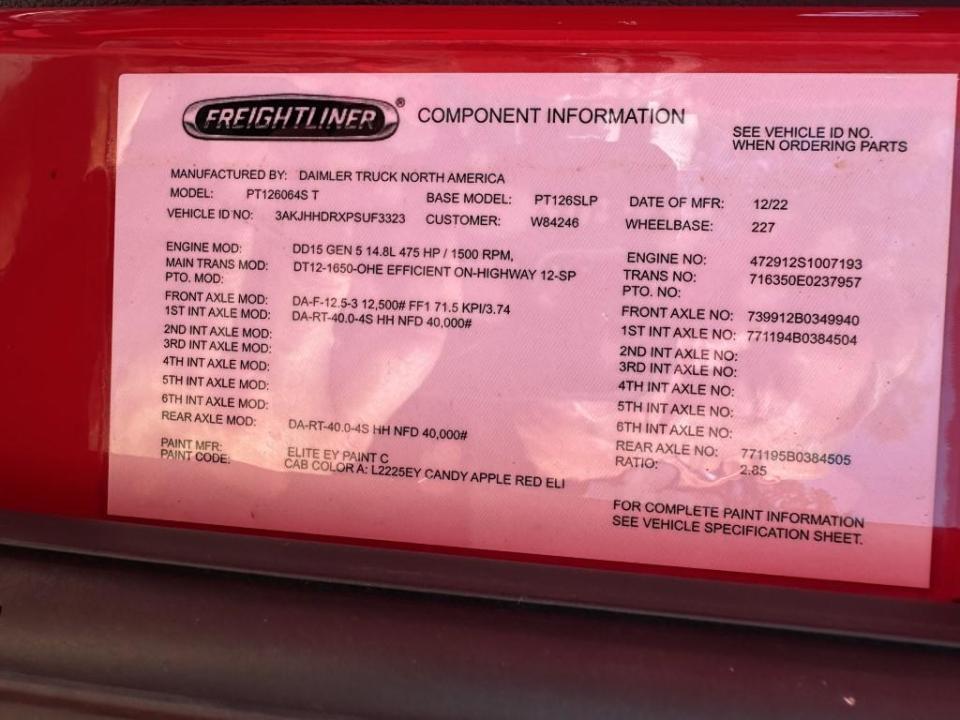 FREIGHTLINER® COMPONENT INFORMATION
SEE VEHICLE ID NO.
WHEN ORDERING PARTS
MANUFACTURED BY: DAIMLER TRUCK NORTH AMERICA
MODEL: PT126064S T BASE MODEL: PT126SLP DATE OF MFR: 12/22
VEHICLE ID NO: 3AKJHHDRXPSUF3323 CUSTOMER: W84246 WHEELBASE: 227
ENGINE MOD: DD15 GEN 5 14.8L 475 HP / 1500 RPM, ENGINE NO: 472912S1007193
MAIN TRANS MOD: DT12-1650-OHE EFFICIENT ON-HIGHWAY 12-SP TRANS NO: 716350E0237957
PTO. MOD: PTO. NO:
FRONT AXLE MOD: DA-F-12.5-3 12,500# FF1 71.5 KPI/3.74 FRONT AXLE NO: 739912B0349940
1ST INT AXLE MOD: DA-RT-40.0-4S HH NFD 40,000# 1ST INT AXLE NO: 771194B0384504
2ND INT AXLE MOD: 2ND INT AXLE NO:
3RD INT AXLE MOD: 3RD INT AXLE NO:
4TH INT AXLE MOD: 4TH INT AXLE NO:
5TH INT AXLE MOD: 5TH INT AXLE NO:
6TH INT AXLE MOD: 6TH INT AXLE NO:
REAR AXLE MOD: DA-RT-40.0-4S HH NFD 40,000# REAR AXLE NO: 771195B0384505
RATIO: 2.85
PAINT MFR: ELITE EY PAINT C
PAINT CODE: CAB COLOR A: L2225EY CANDY APPLE RED ELI
FOR COMPLETE PAINT INFORMATION
SEE VEHICLE SPECIFICATION SHEET.